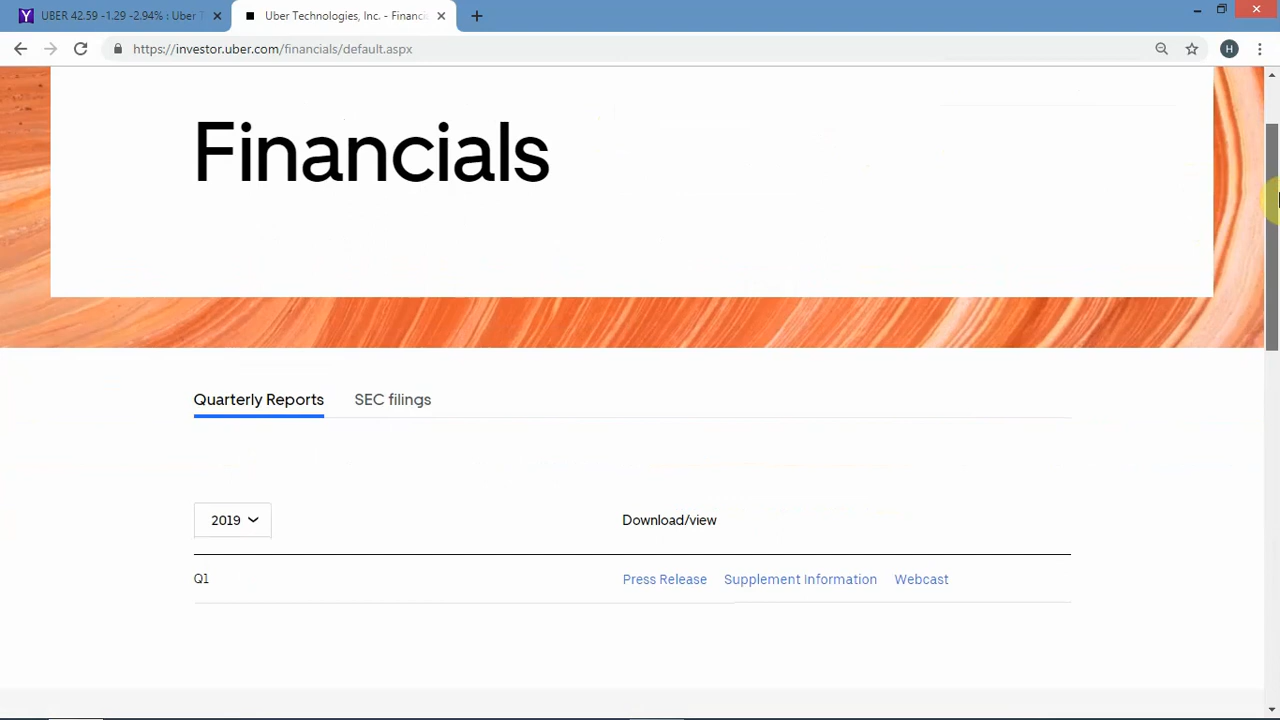 UBER 42.59 -1.29 -2.94% : Uber T
Uber Technologies, Inc. - Financi
https://investor.uber.com/financials/default.aspx
H
Financials
Quarterly Reports SEC filings
2019 Download/view
Q1 Press Release Supplement Information Webcast